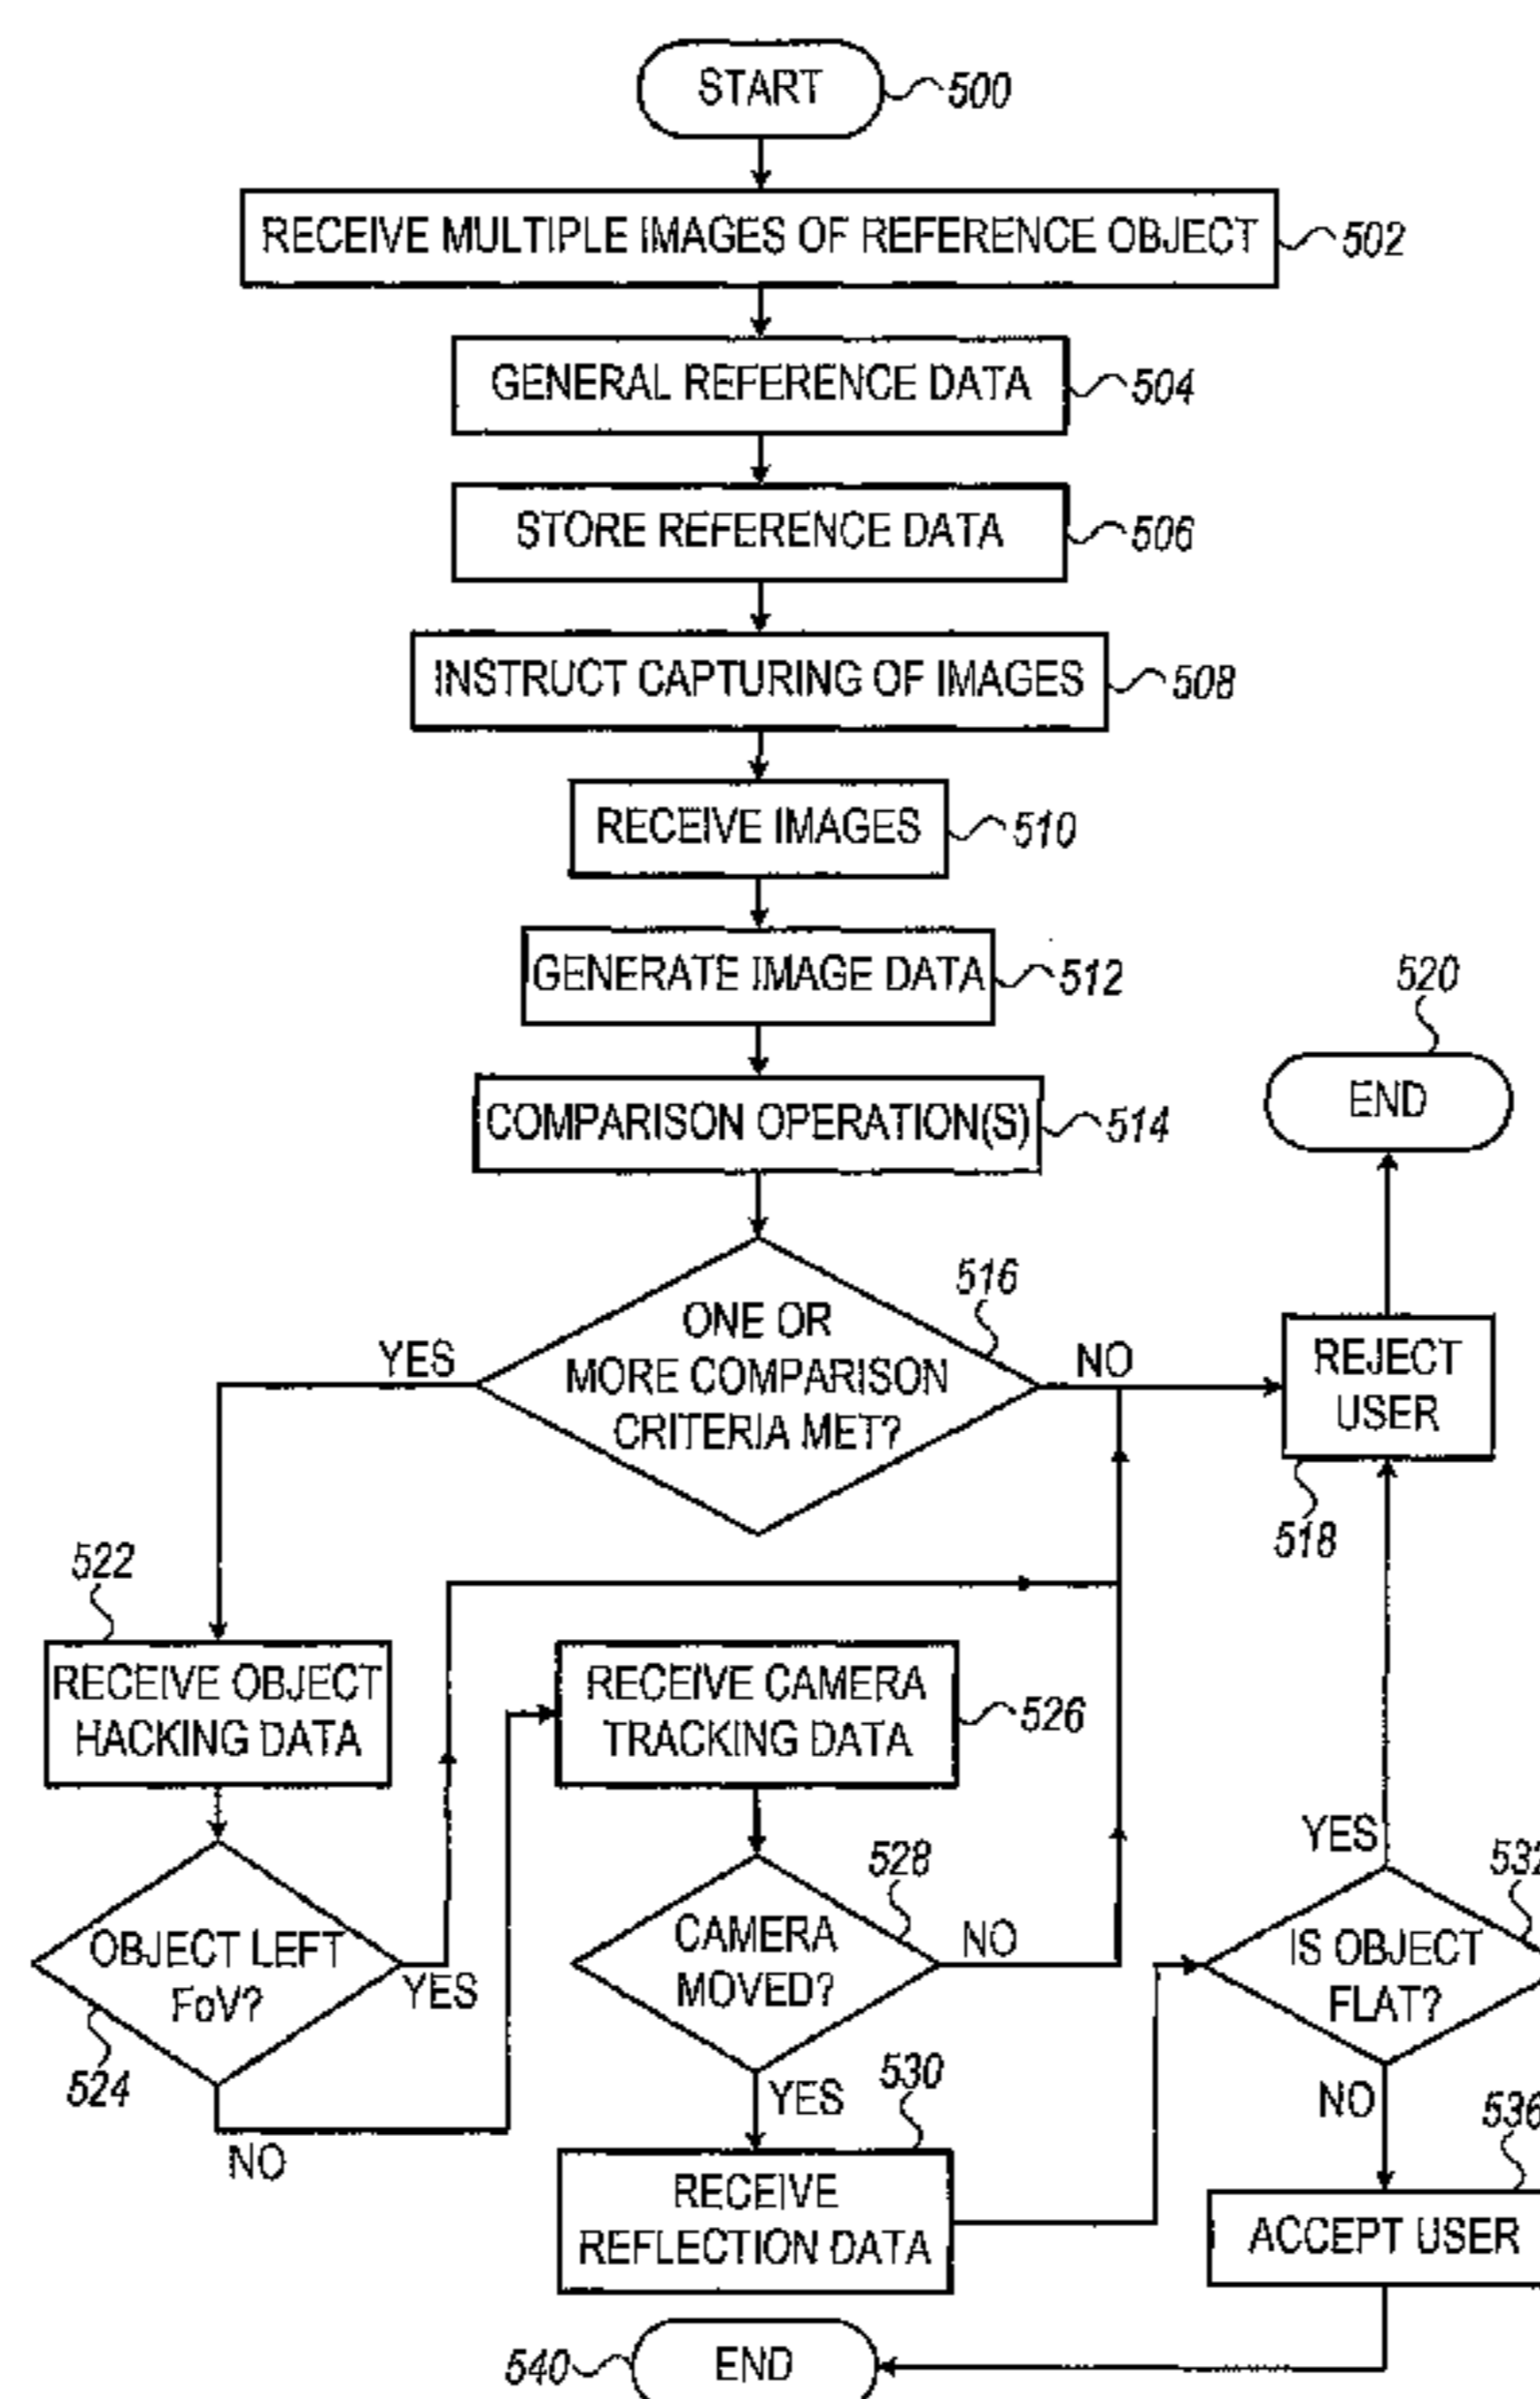 START
500
RECEIVE MULTIPLE IMAGES OF REFERENCE OBJECT
502
GENERAL REFERENCE DATA
504
STORE REFERENCE DATA
506
INSTRUCT CAPTURING OF IMAGES
508
RECEIVE IMAGES
510
GENERATE IMAGE DATA
512
520
END
COMPARISON OPERATION(S)
514
516
ONE OR
MORE COMPARISON
CRITERIA MET?
YES
NO
REJECT
USER
518
522
RECEIVE OBJECT
HACKING DATA
RECEIVE CAMERA
TRACKING DATA
526
OBJECT LEFT
FoV?
YES
524
NO
528
CAMERA
MOVED?
NO
YES
YES
532
IS OBJECT
FLAT?
NO
530
RECEIVE
REFLECTION DATA
536
ACCEPT USER
540
END